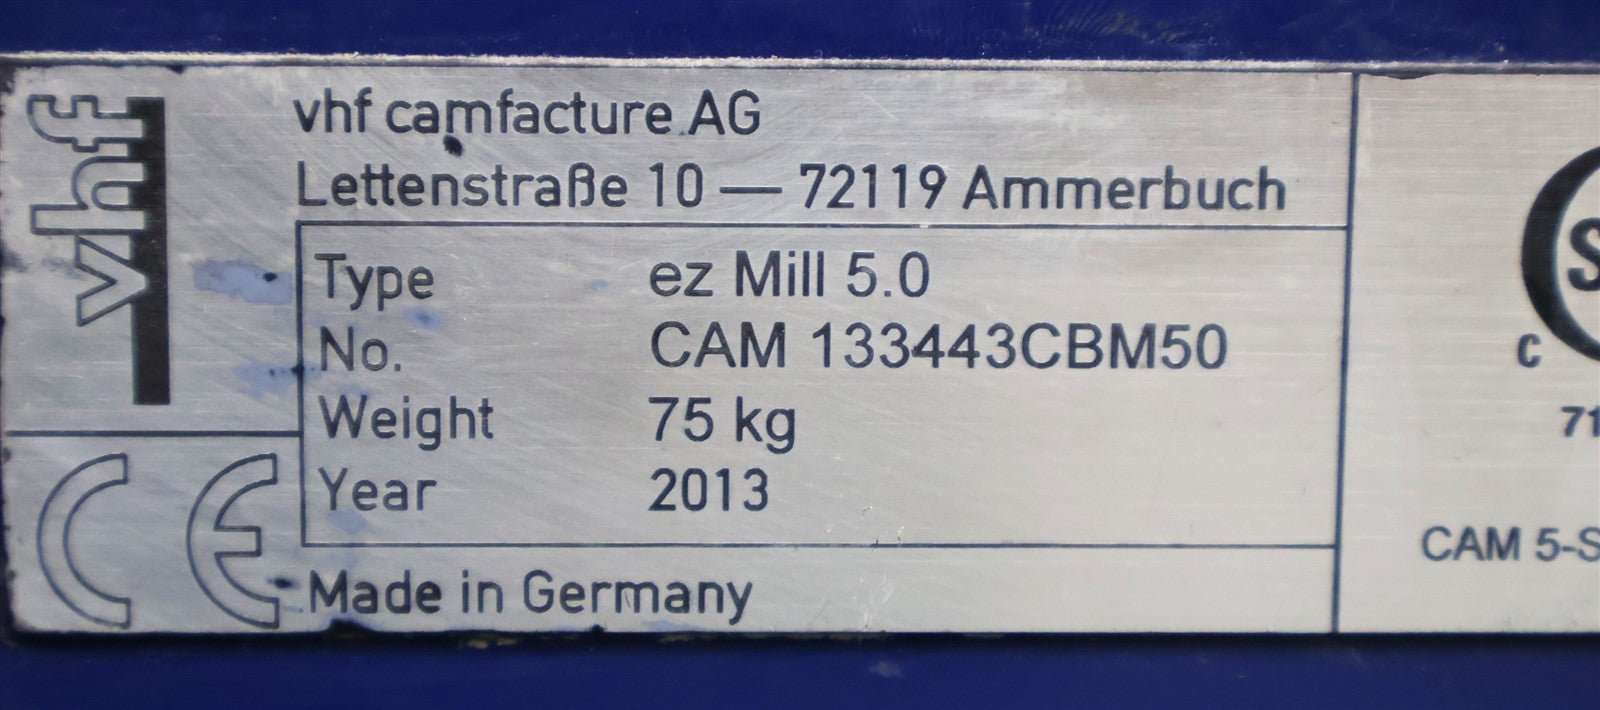 vhf
vhf camfacture AG
Lettenstraße 10 — 72119 Ammerbuch
Type ez Mill 5.0
No. CAM 133443CBM50
Weight 75 kg
Year 2013
CE
Made in Germany
C
CAM 5-S